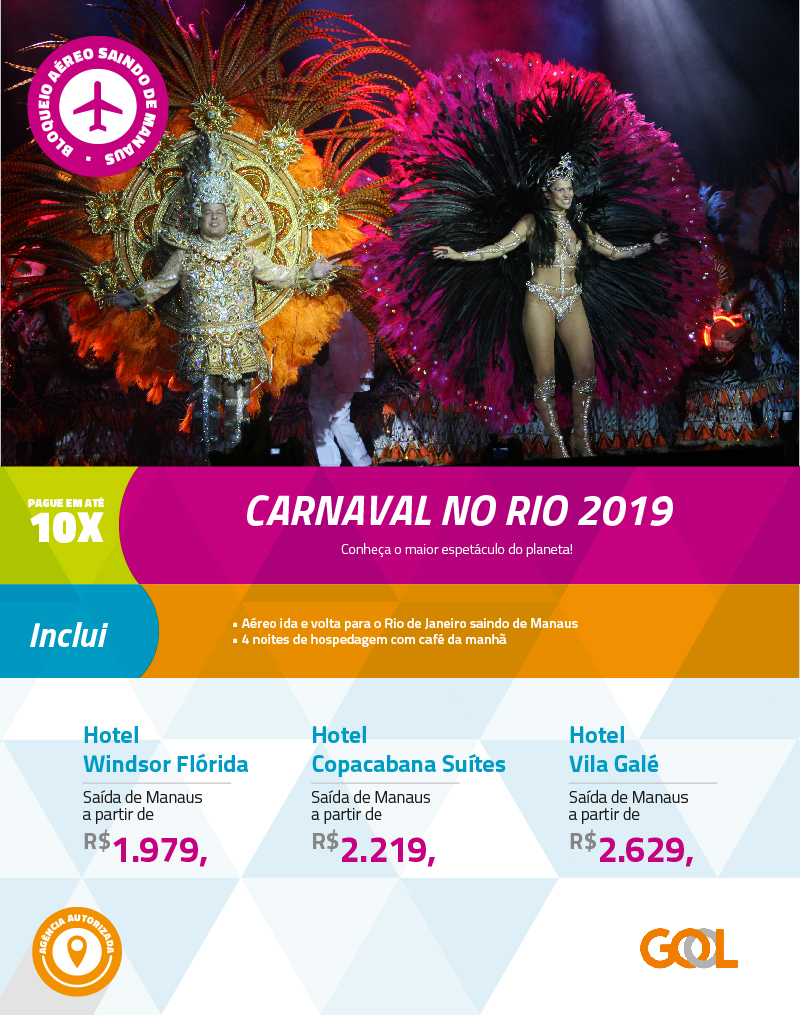 BLOQUEIO AÉREO SAINDO DE MANAUS •
PAGUE EM ATÉ
10X
CARNAVAL NO RIO 2019
Conheça o maior espetáculo do planeta!
Inclui
• Aéreo ida e volta para o Rio de Janeiro saindo de Manaus
• 4 noites de hospedagem com café da manhã
Hotel
Windsor Flórida
Saída de Manaus
a partir de
R$1.979,
Hotel
Copacabana Suítes
Saída de Manaus
a partir de
R$2.219,
Hotel
Vila Galé
Saída de Manaus
a partir de
R$2.629,
AGÊNCIA AUTORIZADA
GOL